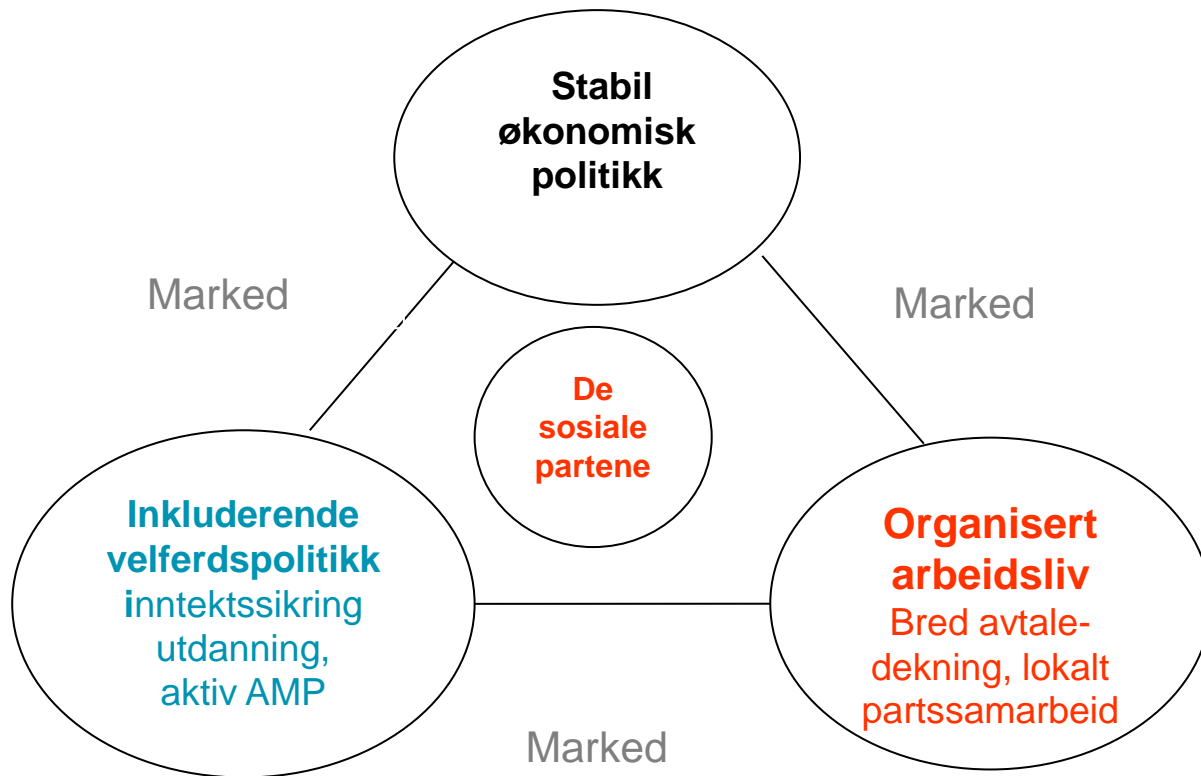 Stabil
økonomisk
politikk
Marked
Marked
De
sosiale
partene
Inkluderende
velferdspolitikk
inntektssikring
utdanning,
aktiv AMP
Organisert
arbeidsliv
Bred avtale-
dekning, lokalt
partssamarbeid
Marked